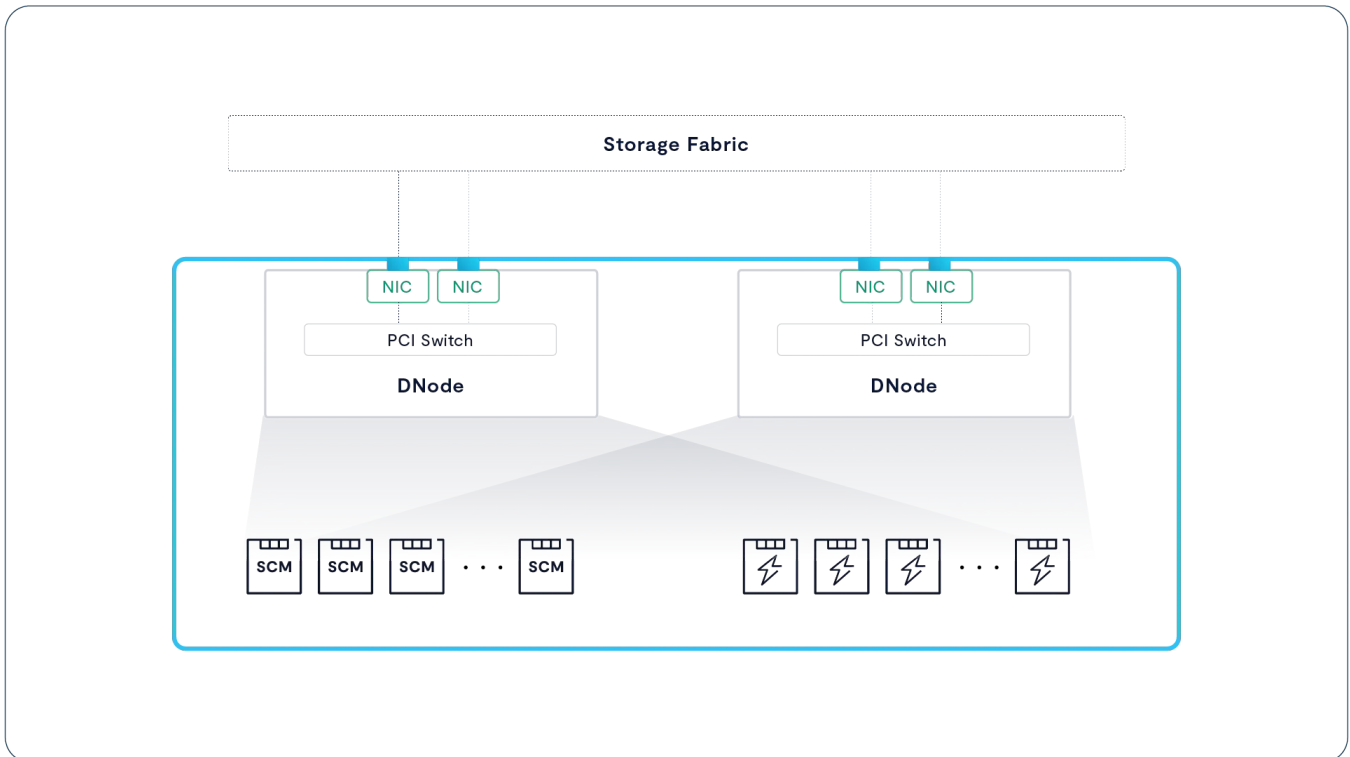 Storage Fabric
NIC NIC NIC NIC
PCI Switch PCI Switch
DNode DNode
SCM SCM SCM . . . SCM . . .